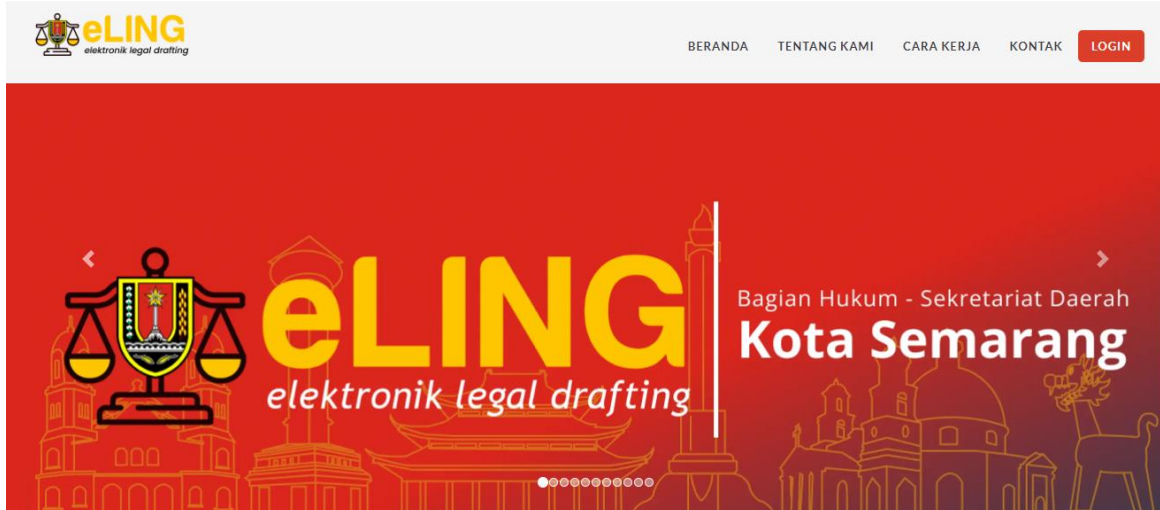 eLING
elektronik legal drafting
BERANDA TENTANG KAMI CARA KERJA KONTAK LOGIN
eLING
elektronik legal drafting
Bagian Hukum - Sekretariat Daerah
Kota Semarang